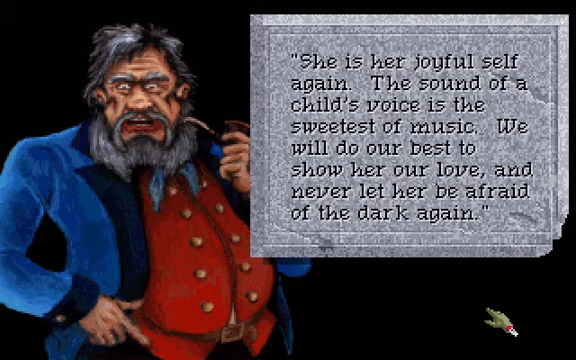 "She is her joyful self
again.  The sound of a
child's voice is the
sweetest of music.  We
will do our best to
show her our love, and
never let her be afraid
of the dark again."